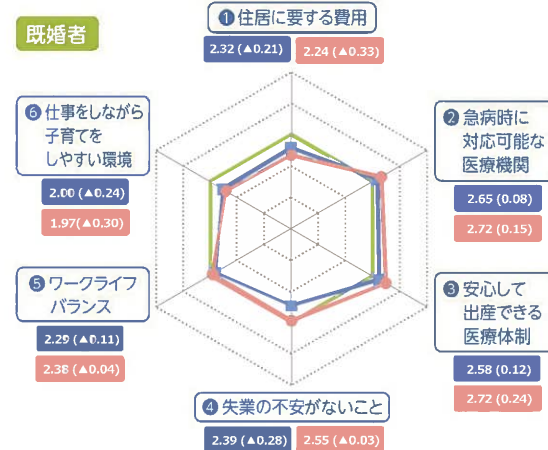 既婚者
❶住居に要する費用
2.32 (▲0.21) 2.24 (▲0.33)
❷急病時に
対応可能な
医療機関
2.65 (0.08)
2.72 (0.15)
❸安心して
出産できる
医療体制
2.58 (0.12)
2.72 (0.24)
❹失業の不安がないこと
2.39 (▲0.28) 2.55 (▲0.03)
❺ワークライフ
バランス
2.29 (▲0.11)
2.38 (▲0.04)
❻仕事をしながら
子育てを
しやすい環境
2.00 (▲0.24)
1.97(▲0.30)